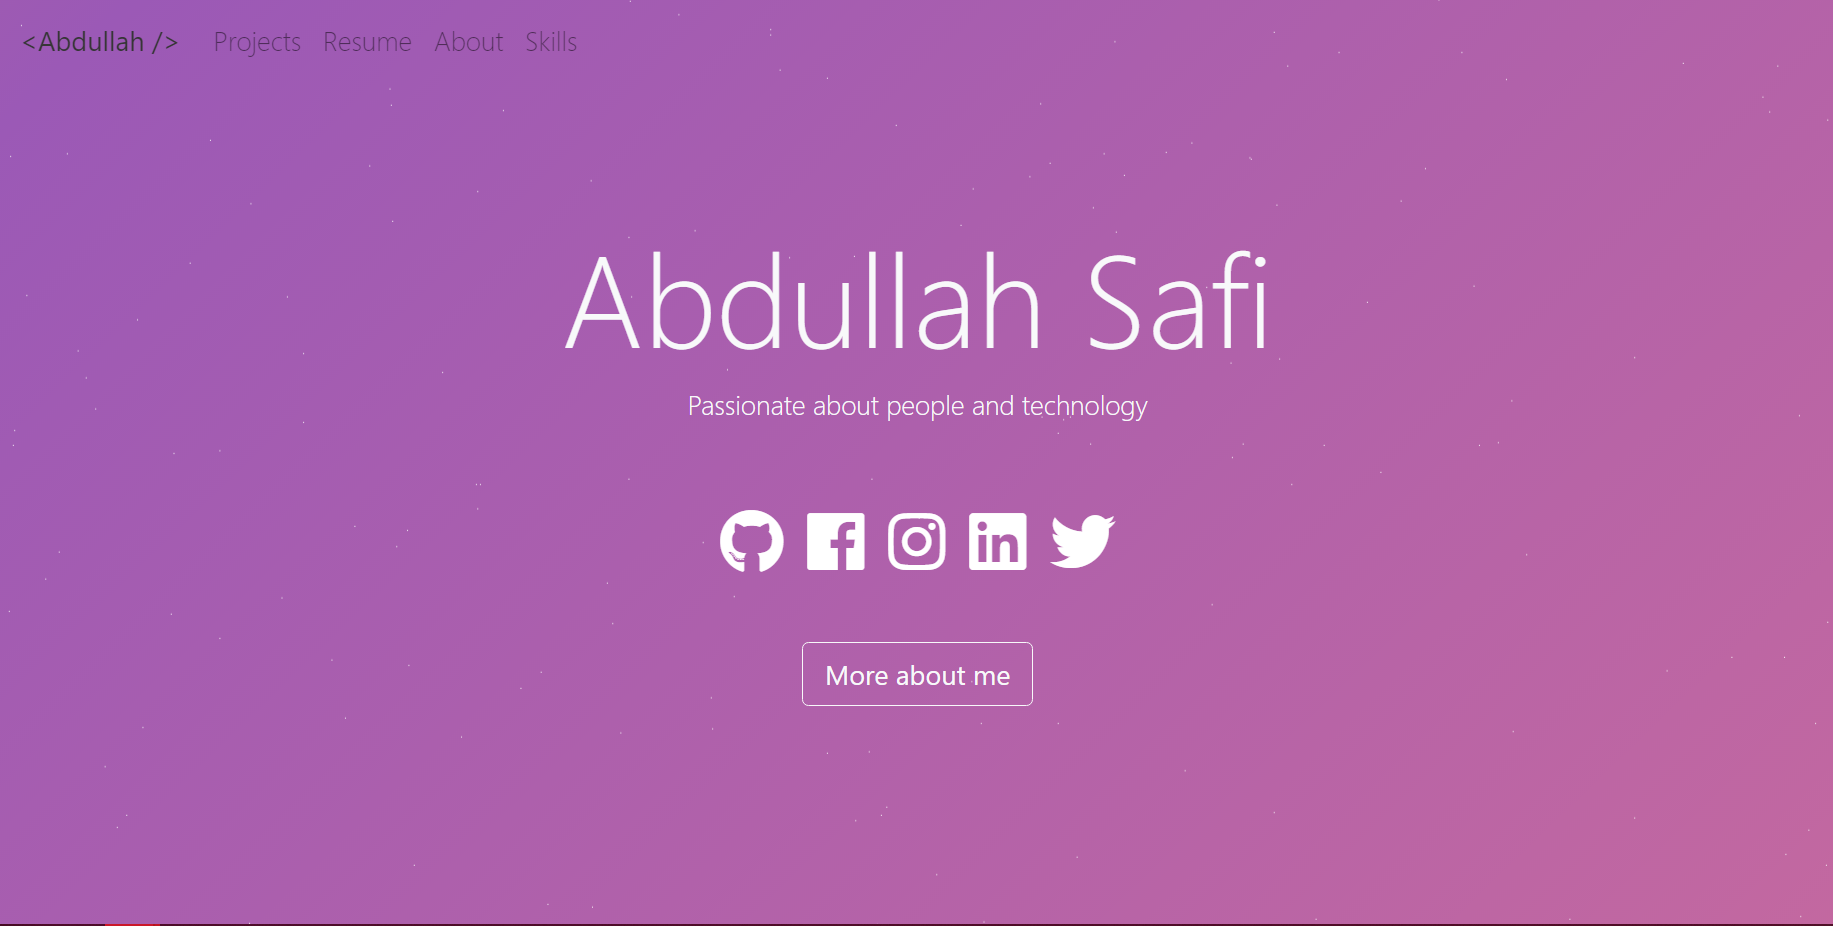 <Abdullah /> Projects Resume About Skills
Abdullah Safi
Passionate about people and technology
More about me